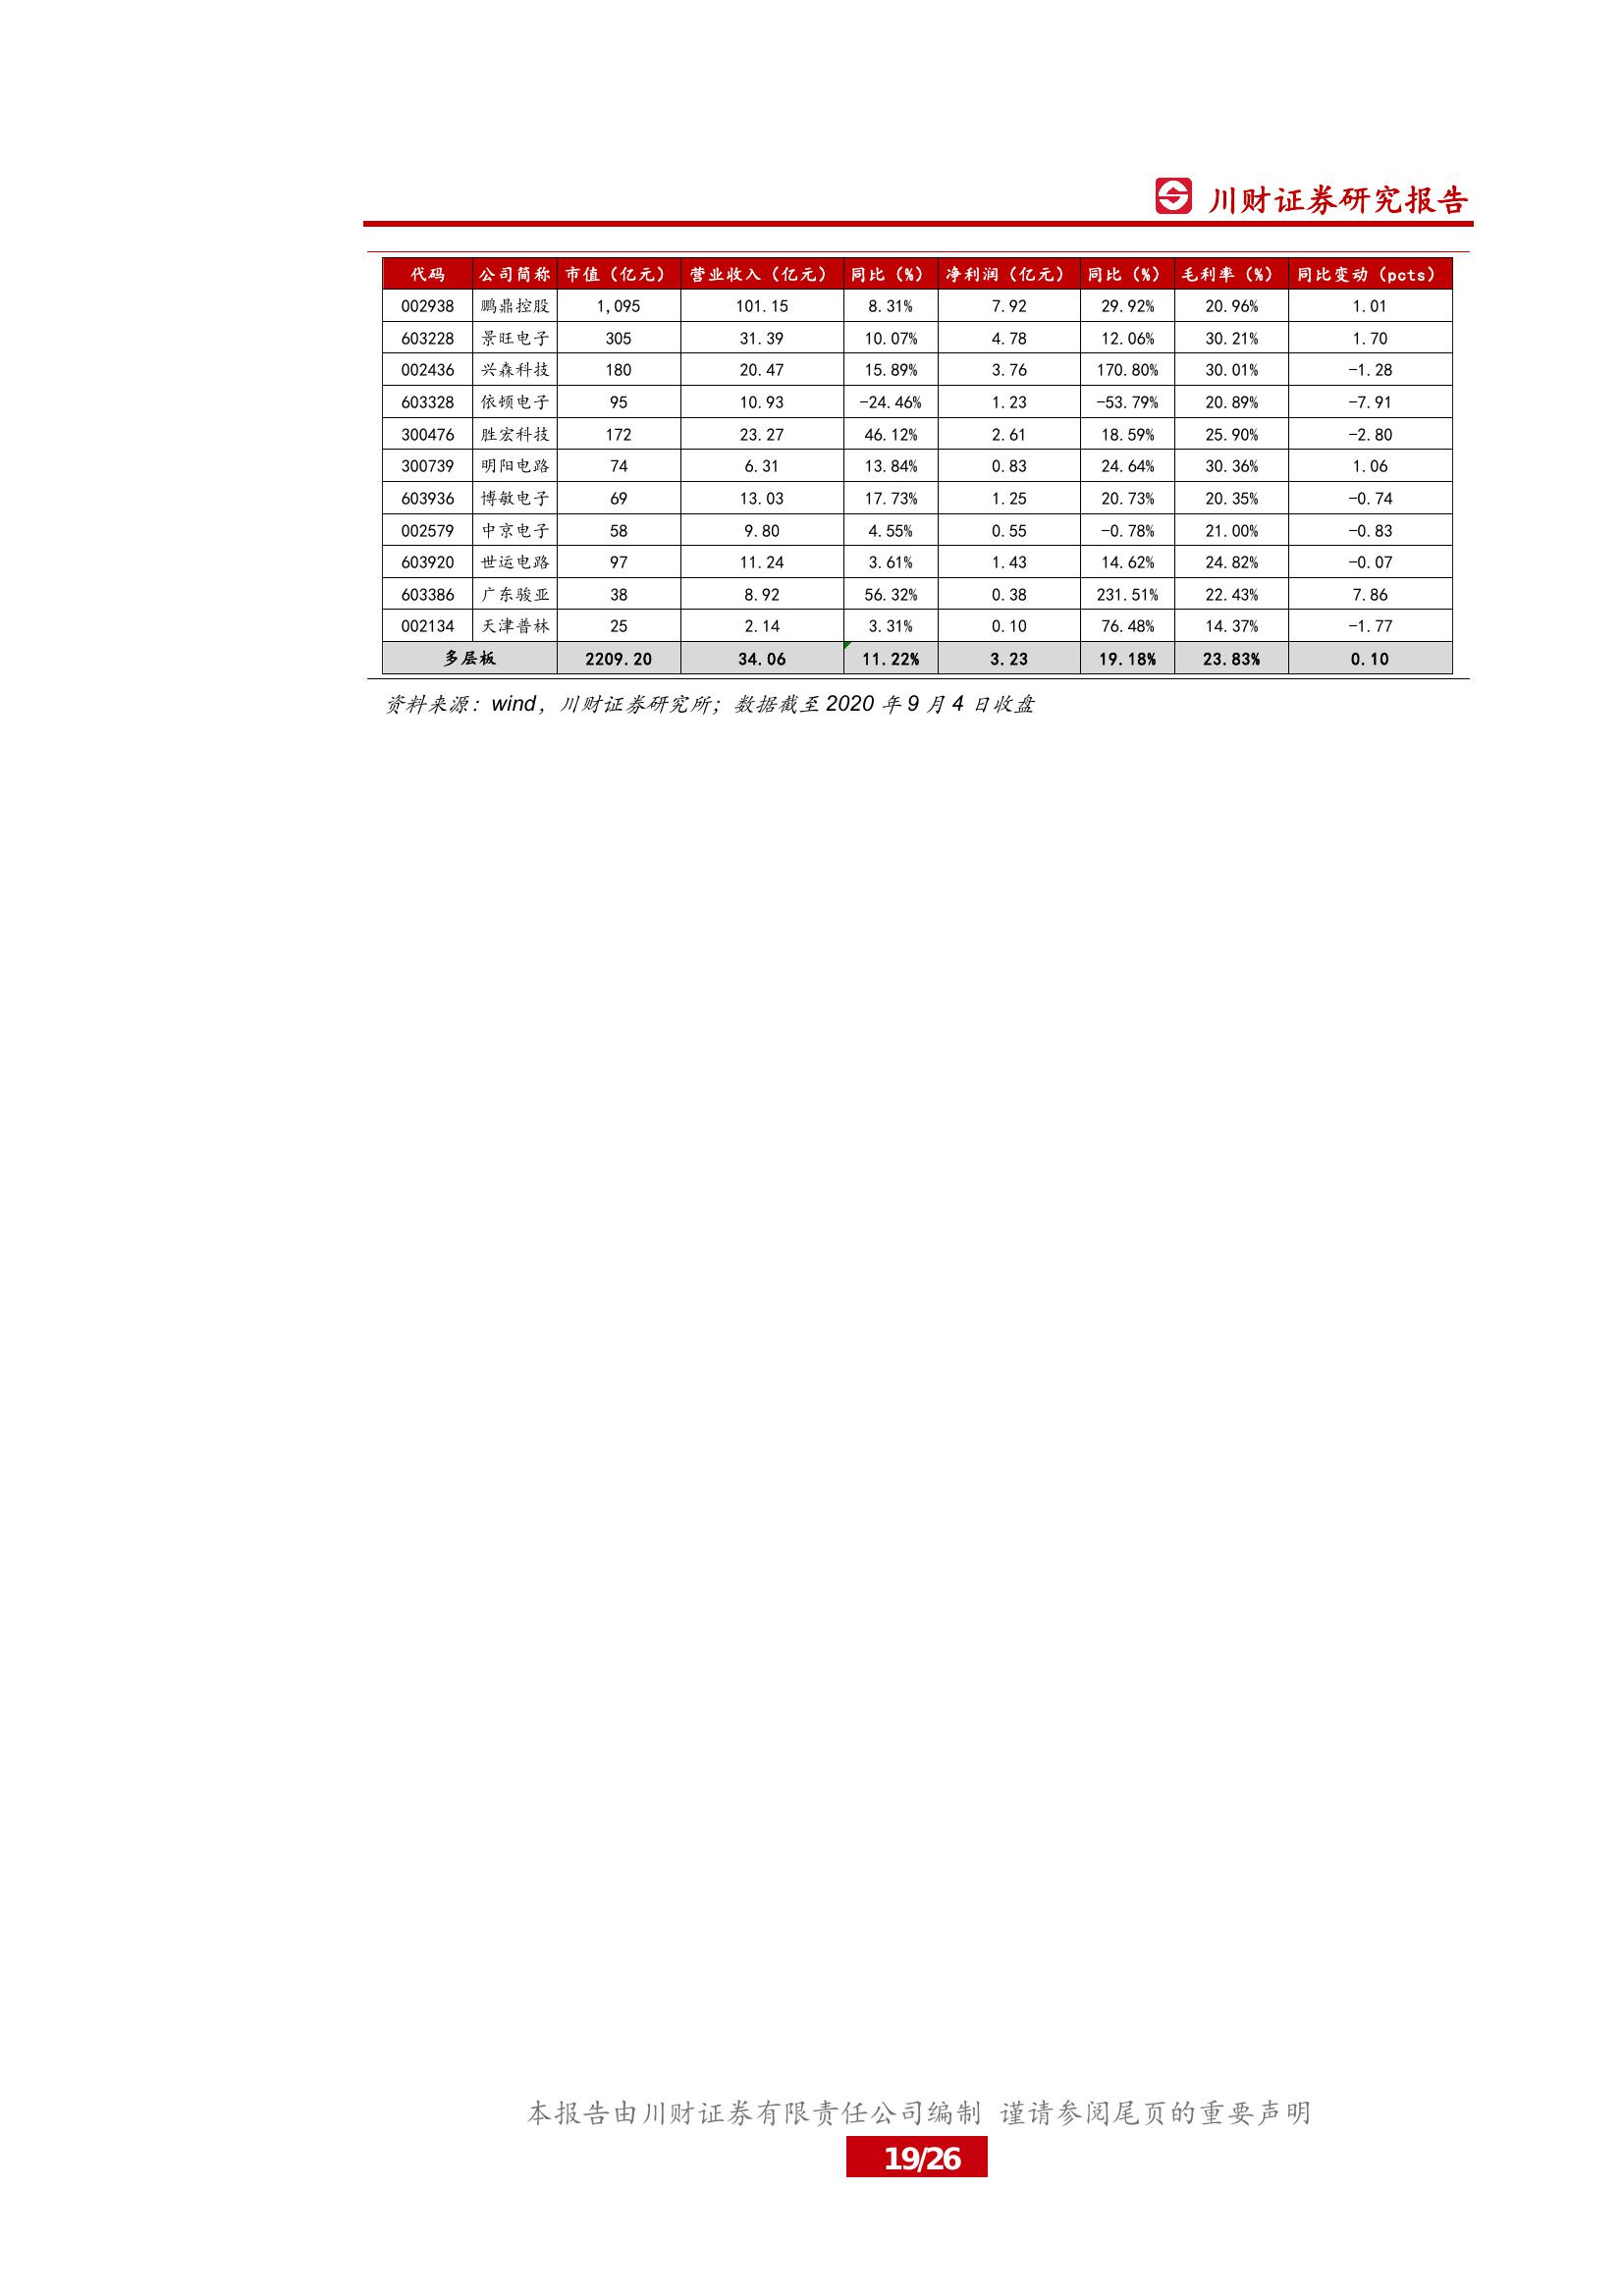 川财证券研究报告
代码 公司简称 市值（亿元） 营业收入（亿元） 同比（%） 净利润（亿元） 同比（%） 毛利率（%） 同比变动（pcts）
002938 鹏鼎控股 1,095 101.15 8.31% 7.92 29.92% 20.96% 1.01
603228 景旺电子 305 31.39 10.07% 4.78 12.06% 30.21% 1.70
002436 兴森科技 180 20.47 15.89% 3.76 170.80% 30.01% -1.28
603328 依顿电子 95 10.93 -24.46% 1.23 -53.79% 20.89% -7.91
300476 胜宏科技 172 23.27 46.12% 2.61 18.59% 25.90% -2.80
300739 明阳电路 74 6.31 13.84% 0.83 24.64% 30.36% 1.06
603936 博敏电子 69 13.03 17.73% 1.25 20.73% 20.35% -0.74
002579 中京电子 58 9.80 4.55% 0.55 -0.78% 21.00% -0.83
603920 世运电路 97 11.24 3.61% 1.43 14.62% 24.82% -0.07
603386 广东骏亚 38 8.92 56.32% 0.38 231.51% 22.43% 7.86
002134 天津普林 25 2.14 3.31% 0.10 76.48% 14.37% -1.77
多层板 2209.20 34.06 11.22% 3.23 19.18% 23.83% 0.10
资料来源：wind，川财证券研究所；数据截至 2020 年 9 月 4 日收盘
本报告由川财证券有限责任公司编制 谨请参阅尾页的重要声明
19/26